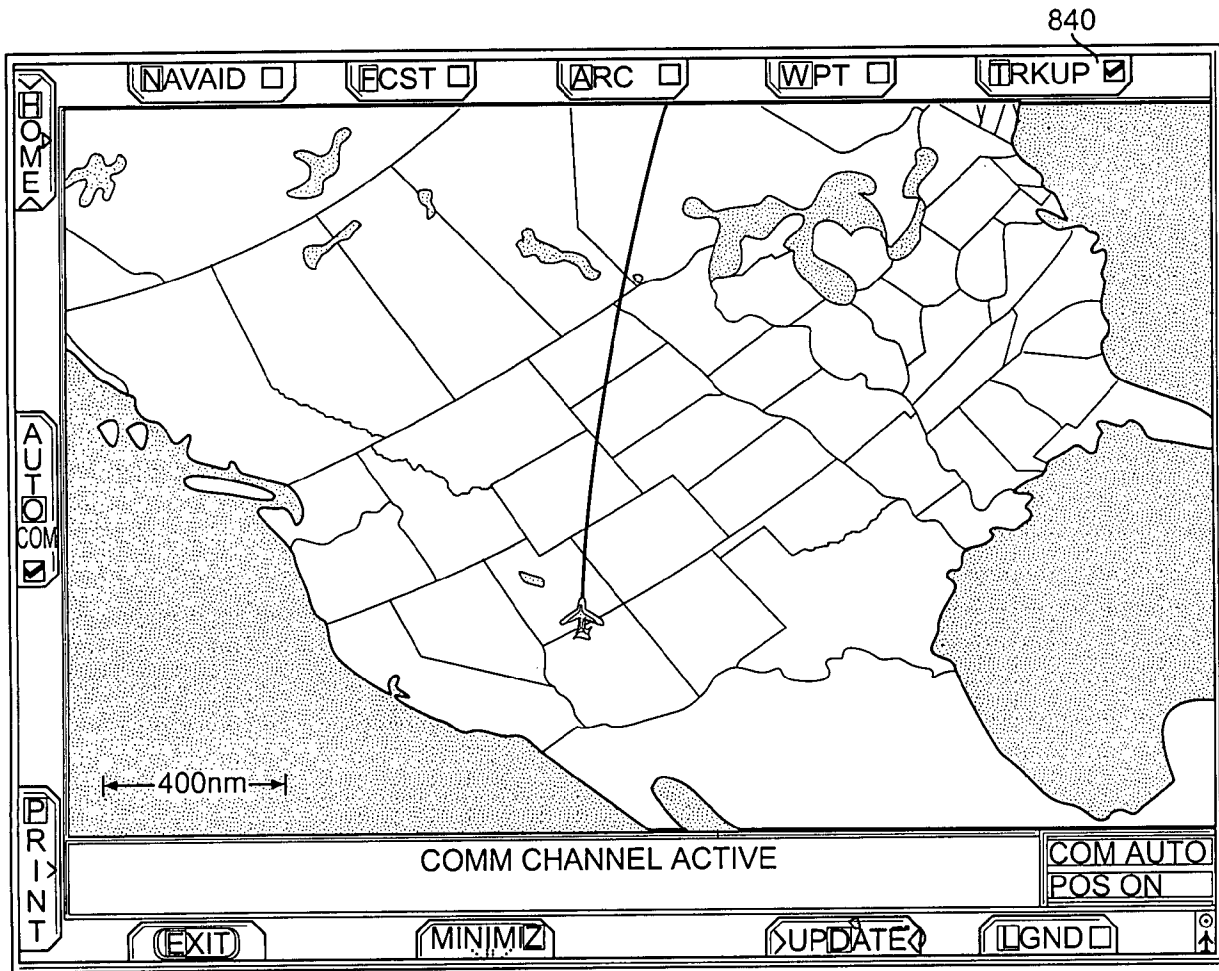 840
NAVAID
FCST
ARC
WPT
TRKUP
HOME
AUTO
COM
PRINT
400nm
COMM CHANNEL ACTIVE
COM AUTO
POS ON
EXIT
MINIMIZ
UPDATE
LGND